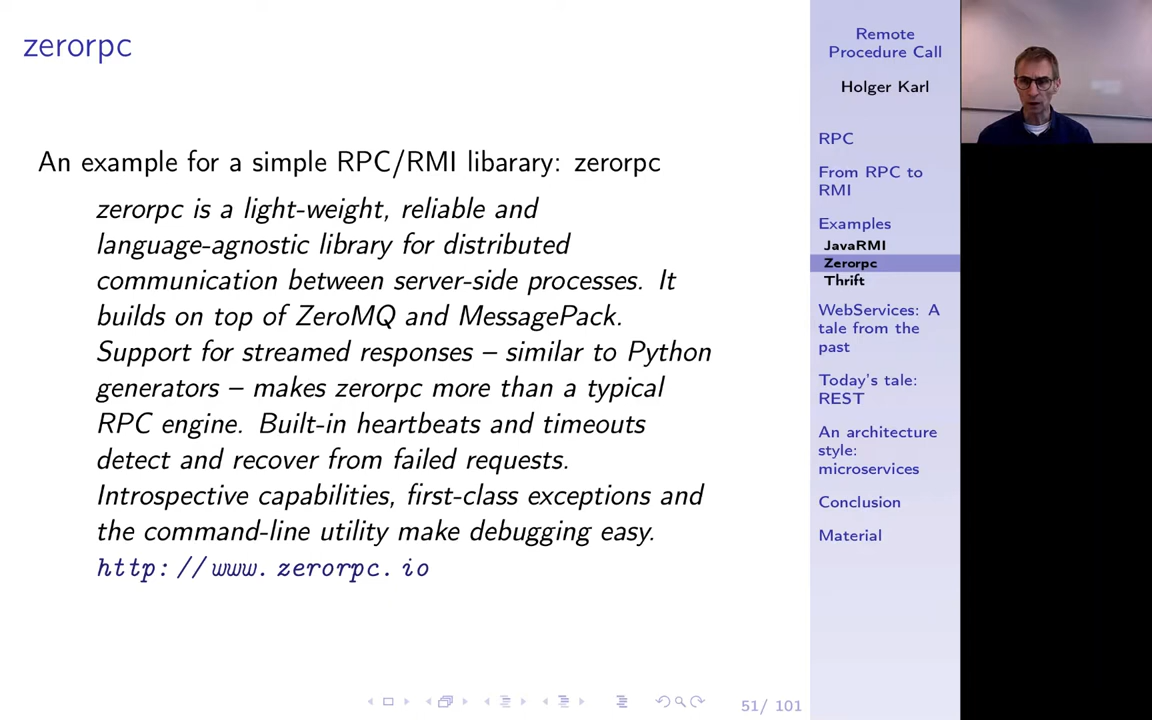 zerorpc
An example for a simple RPC/RMI libarary: zerorpc
zerorpc is a light-weight, reliable and
language-agnostic library for distributed
communication between server-side processes. It
builds on top of ZeroMQ and MessagePack.
Support for streamed responses – similar to Python
generators – makes zerorpc more than a typical
RPC engine. Built-in heartbeats and timeouts
detect and recover from failed requests.
Introspective capabilities, first-class exceptions and
the command-line utility make debugging easy.
http://www.zerorpc.io
51/ 101
Remote
Procedure Call
Holger Karl
RPC
From RPC to
RMI
Examples
JavaRMI
Zerorpc
Thrift
WebServices: A
tale from the
past
Today's tale:
REST
An architecture
style:
microservices
Conclusion
Material